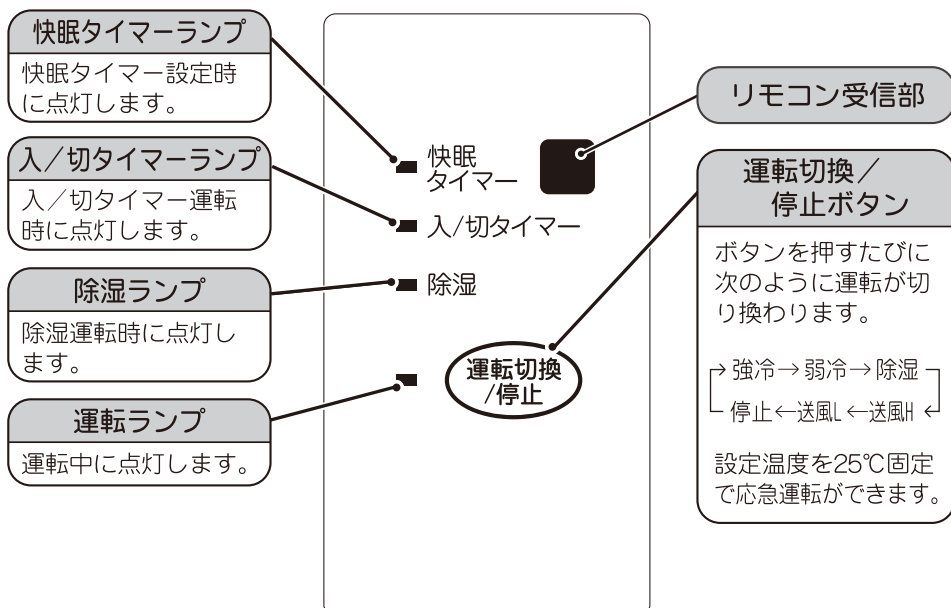 快眠タイマーランプ
快眠タイマー設定時
に点灯します。
入／切タイマーランプ
入／切タイマー運転
時に点灯します。
除湿ランプ
除湿運転時に点灯し
ます。
運転ランプ
運転中に点灯します。
快眠
タイマー
入/切タイマー
除湿
運転切換
/停止
リモコン受信部
運転切換／
停止ボタン
ボタンを押すたびに
次のように運転が切
り換わります。
→強冷→弱冷→除湿
停止←送風L←送風H←
設定温度を25℃固定
で応急運転ができます。